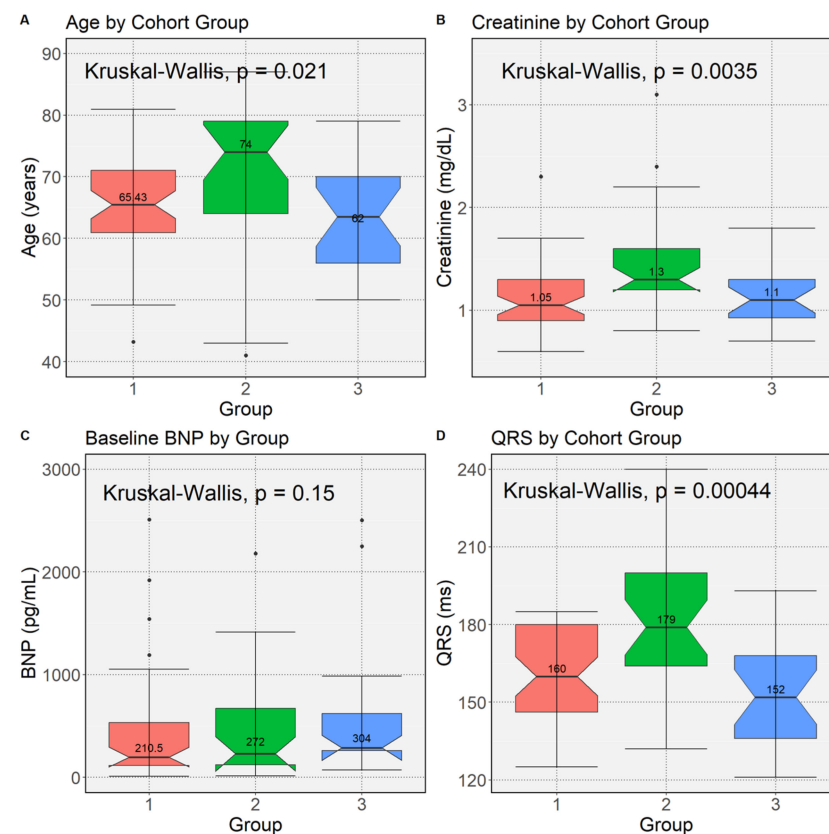 A Age by Cohort Group
Kruskal-Wallis, p = 0.021
90
80
70
60
50
40
Age (years)
65.43
74
62
1 2 3
Group
B Creatinine by Cohort Group
Kruskal-Wallis, p = 0.0035
3
2
1
Creatinine (mg/dL)
1.05
1.3
1.1
1 2 3
Group
C Baseline BNP by Group
Kruskal-Wallis, p = 0.15
3000
2000
1000
0
BNP (pg/mL)
210.5
272
304
1 2 3
Group
D QRS by Cohort Group
Kruskal-Wallis, p = 0.00044
240
210
180
150
120
QRS (ms)
160
179
152
1 2 3
Group